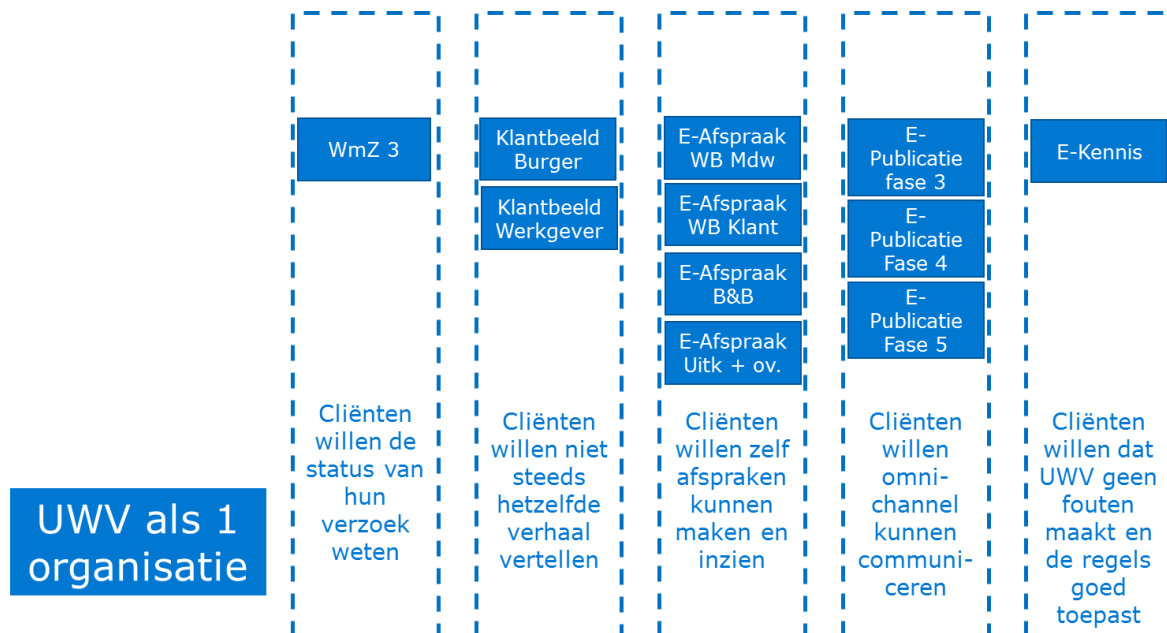 WmZ 3
Klantbeeld
Burger
Klantbeeld
Werkgever
E-Afspraak
WB Mdw
E-Afspraak
WB Klant
E-Afspraak
B&B
E-Afspraak
Uitk + ov.
E-
Publicatie
fase 3
E-
Publicatie
Fase 4
E-
Publicatie
Fase 5
E-Kennis
UWV als 1
organisatie
Cliënten
willen de
status van
hun
verzoek
weten
Cliënten
willen niet
steeds
hetzelfde
verhaal
vertellen
Cliënten
willen zelf
afspraken
kunnen
maken en
inzien
Cliënten
willen
omni-
channel
kunnen
communi-
ceren
Cliënten
willen dat
UWV geen
fouten
maakt en
de regels
goed
toepast